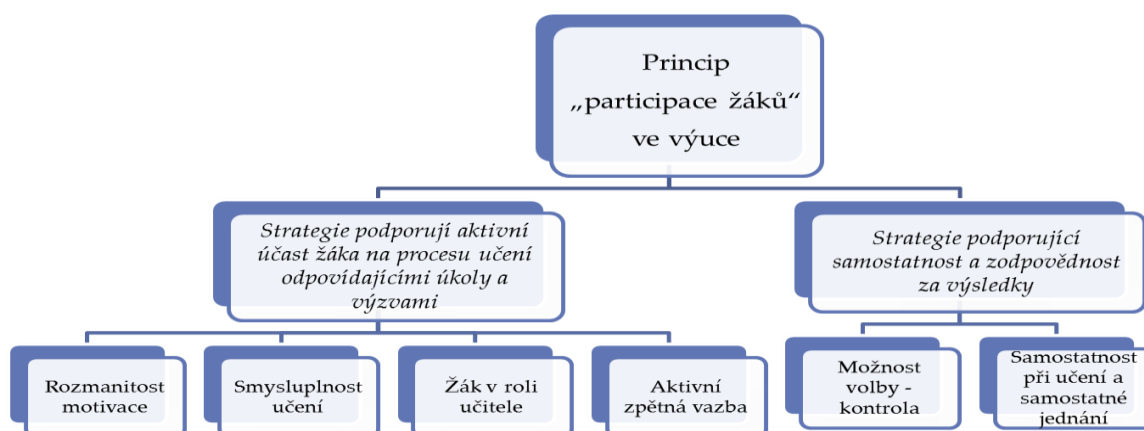 Princip
„participace žáků“
ve výuce
Strategie podporují aktivní
účast žáka na procesu učení
odpovídajícími úkoly a
výzvami
Strategie podporující
samostatnost a zodpovědnost
za výsledky
Rozmanitost
motivace
Smysluplnost
učení
Žák v roli
učitele
Aktivní
zpětná vazba
Možnost
volby -
kontrola
Samostatnost
při učení a
samostatné
jednání